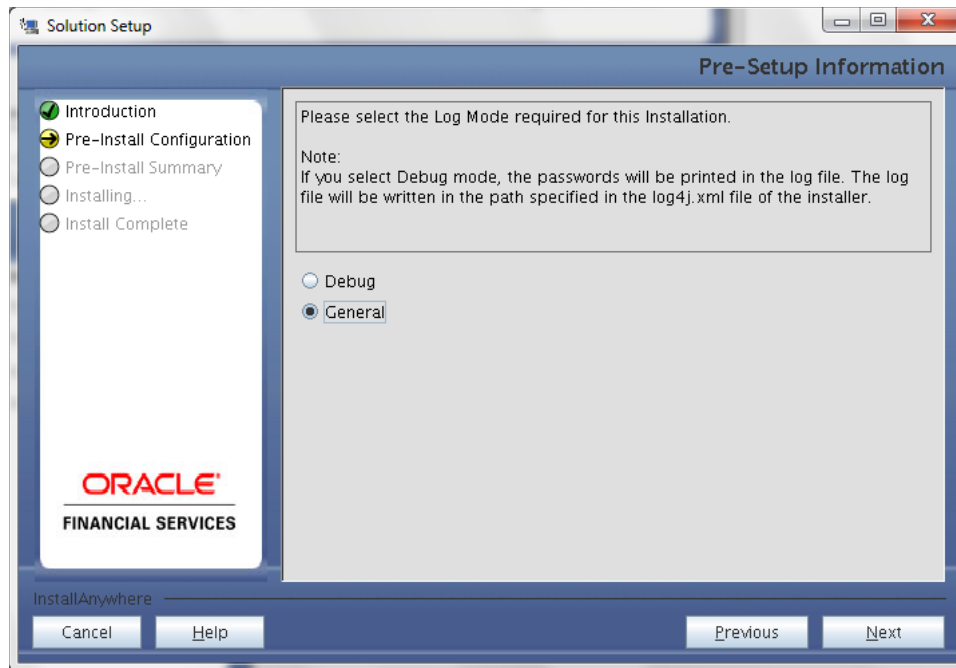 Solution Setup
Pre-Setup Information
Introduction
Pre-Install Configuration
Pre-Install Summary
Installing...
Install Complete
ORACLE
FINANCIAL SERVICES
Please select the Log Mode required for this Installation.
Note:
If you select Debug mode, the passwords will be printed in the log file. The log
file will be written in the path specified in the log4j.xml file of the installer.
Debug
General
InstallAnywhere
Cancel
Help
Previous
Next